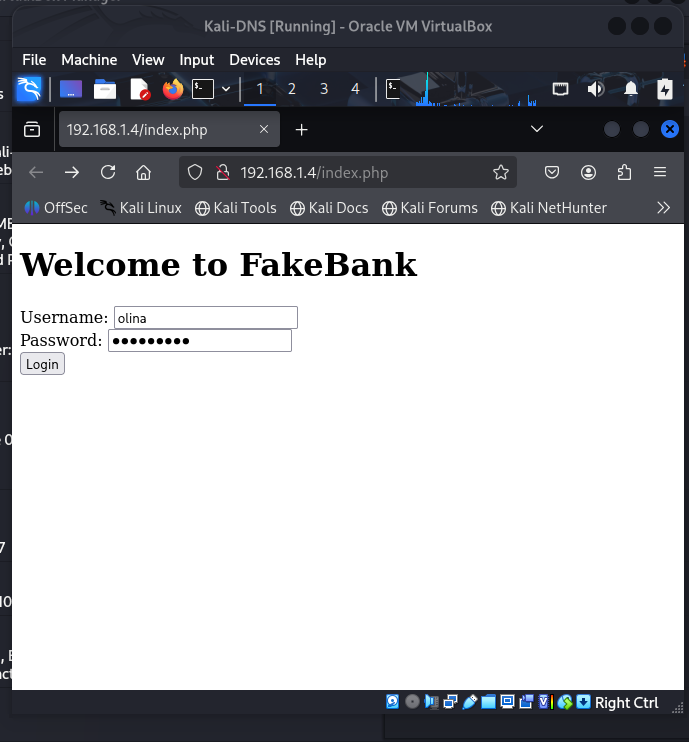 Kali-DNS [Running] - Oracle VM VirtualBox
File Machine View Input Devices Help
1 2 3 4
192.168.1.4/index.php
192.168.1.4/index.php
OffSec Kali Linux Kali Tools Kali Docs Kali Forums Kali NetHunter
Welcome to FakeBank
Username: olina
Password: •••••••••
Login
Right Ctrl